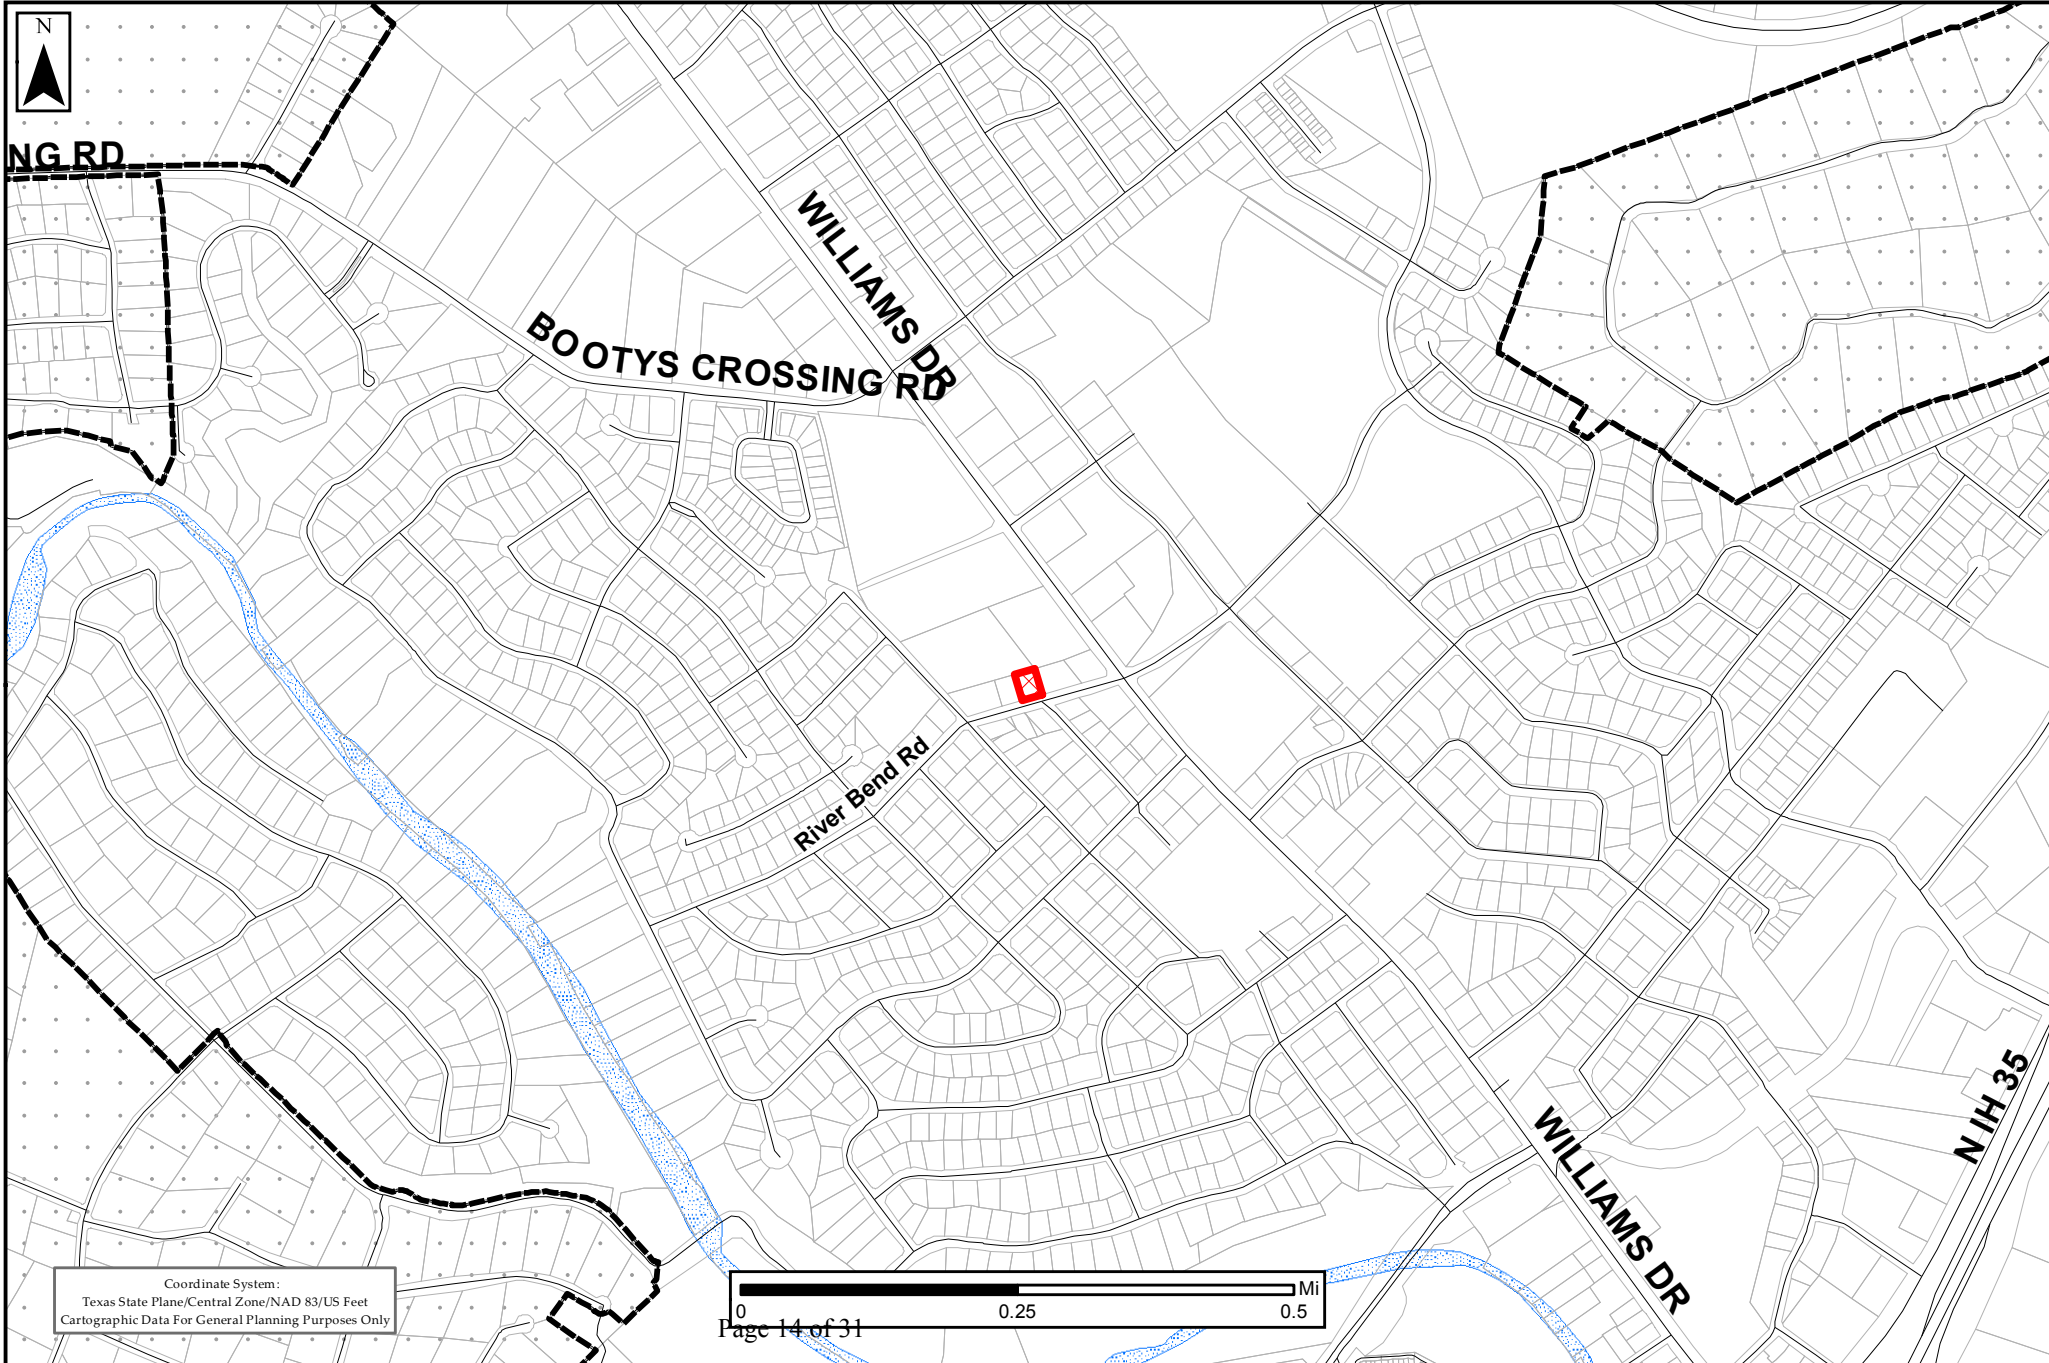 N
NG RD
WILLIAMS DR
BOOTYS CROSSING RD
River Bend Rd
N IH 35
WILLIAMS DR
Coordinate System:
Texas State Plane/Central Zone/NAD 83/US Feet
Cartographic Data For General Planning Purposes Only
Mi
0 0.25 0.5
Page 14 of 31